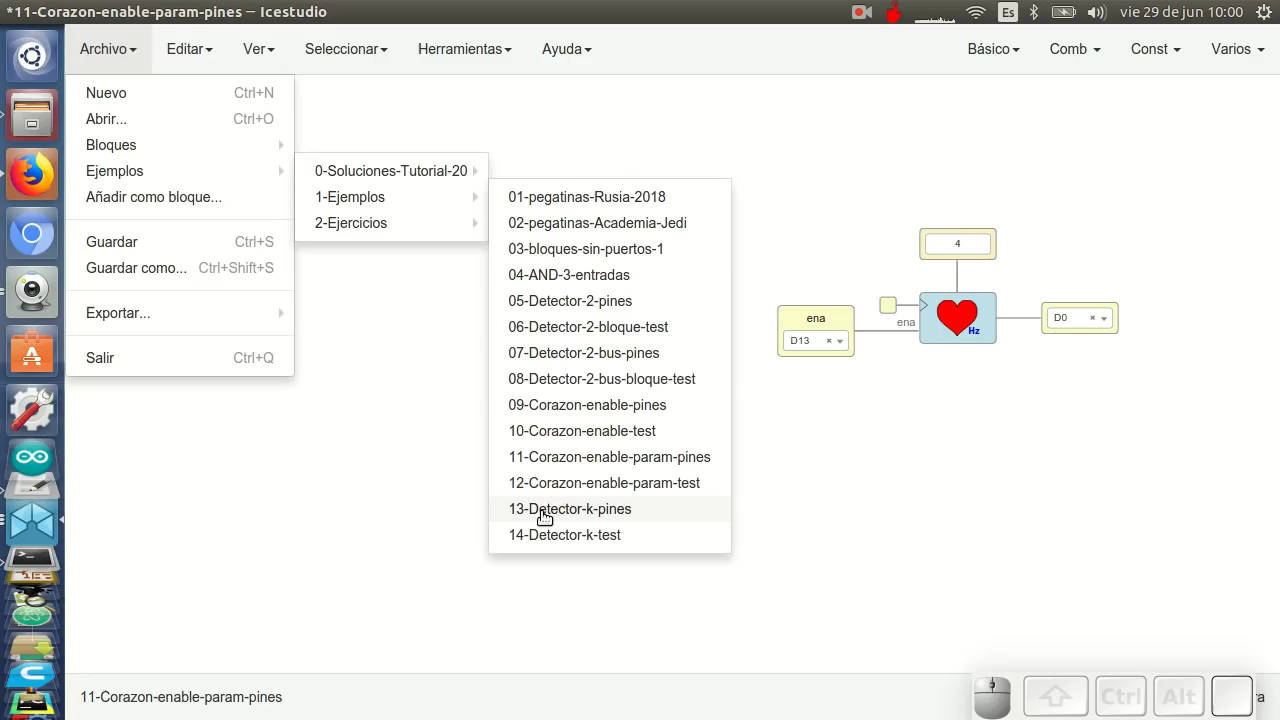 *11-Corazon-enable-param-pines — Icestudio
Es
vie 29 de jun 10:00
Archivo
Editar
Ver
Seleccionar
Herramientas
Ayuda
Básico
Comb
Const
Varios
Nuevo Ctrl+N
Abrir... Ctrl+O
Bloques
Ejemplos
Añadir como bloque...
Guardar Ctrl+S
Guardar como... Ctrl+Shift+S
Exportar...
Salir Ctrl+Q
0-Soluciones-Tutorial-20
1-Ejemplos
2-Ejercicios
01-pegatinas-Rusia-2018
02-pegatinas-Academia-Jedi
03-bloques-sin-puertos-1
04-AND-3-entradas
05-Detector-2-pines
06-Detector-2-bloque-test
07-Detector-2-bus-pines
08-Detector-2-bus-bloque-test
09-Corazon-enable-pines
10-Corazon-enable-test
11-Corazon-enable-param-pines
12-Corazon-enable-param-test
13-Detector-k-pines
14-Detector-k-test
4
ena
D13
ena
Hz
D0
11-Corazon-enable-param-pines
Ctrl
Alt